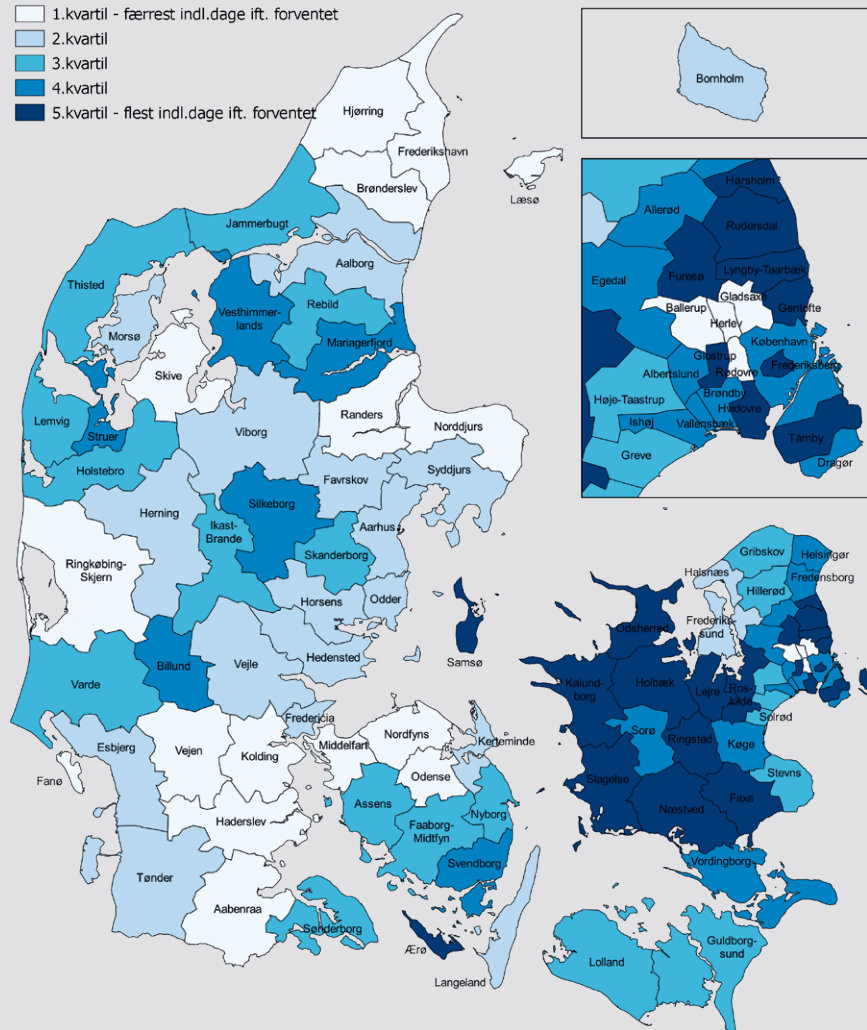 1.kvartil - færrest indl.dage ift. forventet
2.kvartil
3.kvartil
4.kvartil
5.kvartil - flest indl.dage ift. forventet
Bornholm
Hjørring
Frederikshavn
Brønderslev
Læsø
Jammerbugt
Aalborg
Thisted
Vesthimmer-
lands
Rebild
Morsø
Mariagerfjord
Skive
Randers
Norddjurs
Lemvig
Struer
Viborg
Holstebro
Favrskov
Syddjurs
Silkeborg
Herning
Ikast-
Brande
Aarhus
Skanderborg
Ringkøbing-
Skjern
Horsens
Odder
Hedensted
Samsø
Billund
Vejle
Varde
Fredericia
Esbjerg
Vejen
Kolding
Middelfart
Nordfyns
Kerteminde
Fanø
Odense
Assens
Haderslev
Faaborg-
Midtfyn
Nyborg
Svendborg
Tønder
Aabenraa
Sønderborg
Ærø
Langeland
Hørsholm
Allerød
Rudersdal
Egedal
Furesø
Lyngby-Taarbæk
Gladsaxe
Ballerup
Gentofte
Herlev
København
Glostrup
Rødovre
Frederiksberg
Albertslund
Høje-Taastrup
Brøndby
Hvidovre
Ishøj
Vallensbæk
Tårnby
Greve
Dragør
Gribskov
Helsingør
Halsnæs
Fredensborg
Hillerød
Frederiks-
sund
Odsherred
Kalund-
borg
Holbæk
Lejre
Ros-
kilde
Solrød
Sorø
Ringsted
Køge
Stevns
Slagelse
Næstved
Faxe
Vordingborg
Guldborg-
sund
Lolland